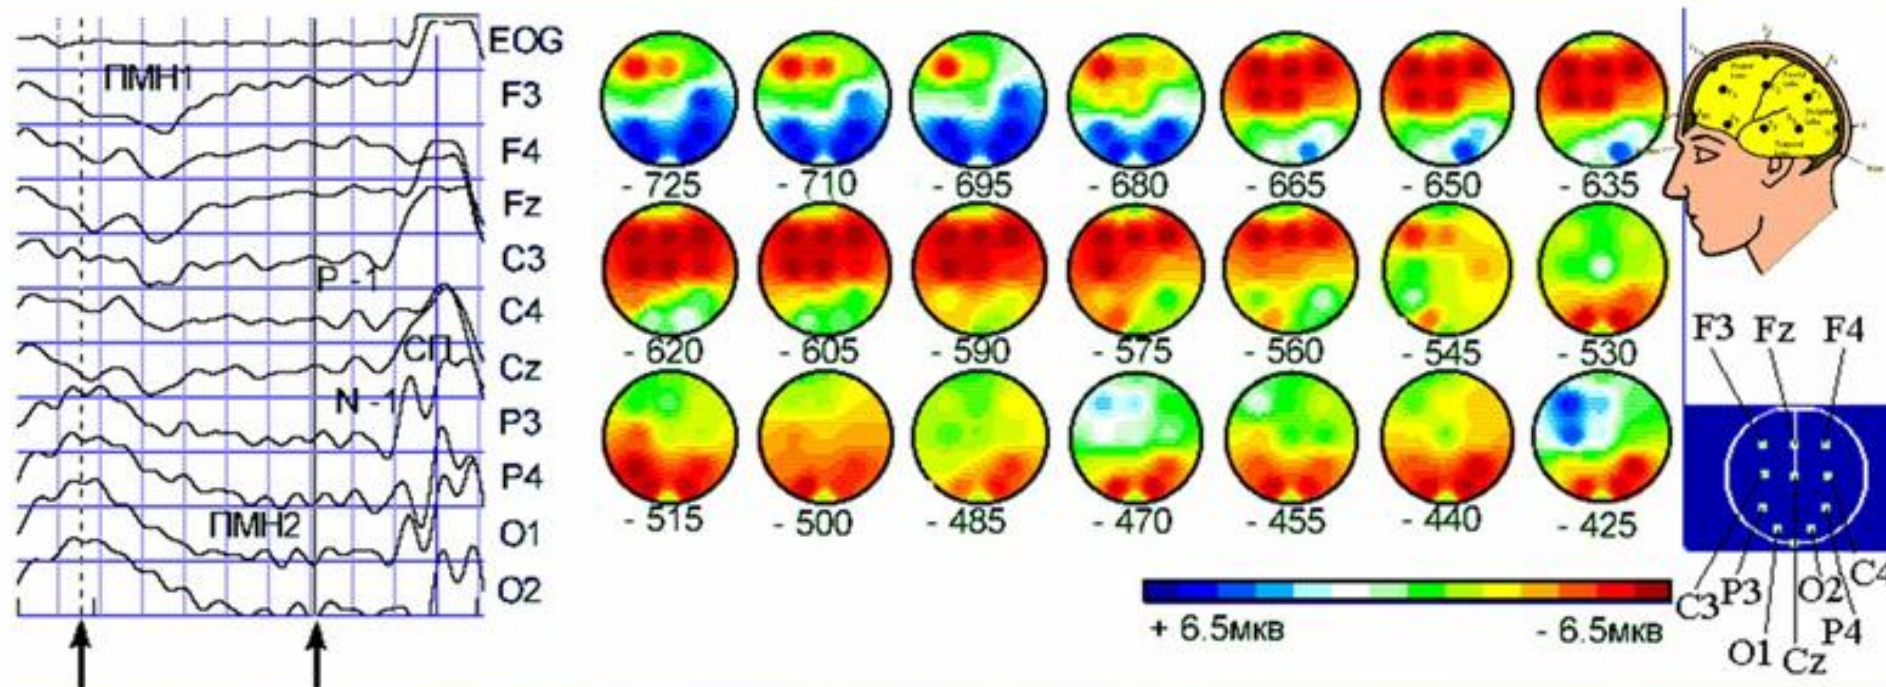 EOG
ПМН1
F3
F4
Fz
C3
P -1
C4
СП
Cz
N -1
P3
P4
ПМН2
O1
O2
- 725 - 710 - 695 - 680 - 665 - 650 - 635
- 620 - 605 - 590 - 575 - 560 - 545 - 530
- 515 - 500 - 485 - 470 - 455 - 440 - 425
+ 6.5мкв - 6.5мкв
F3 Fz F4
C3 P3 O2 C4
O1 Cz P4